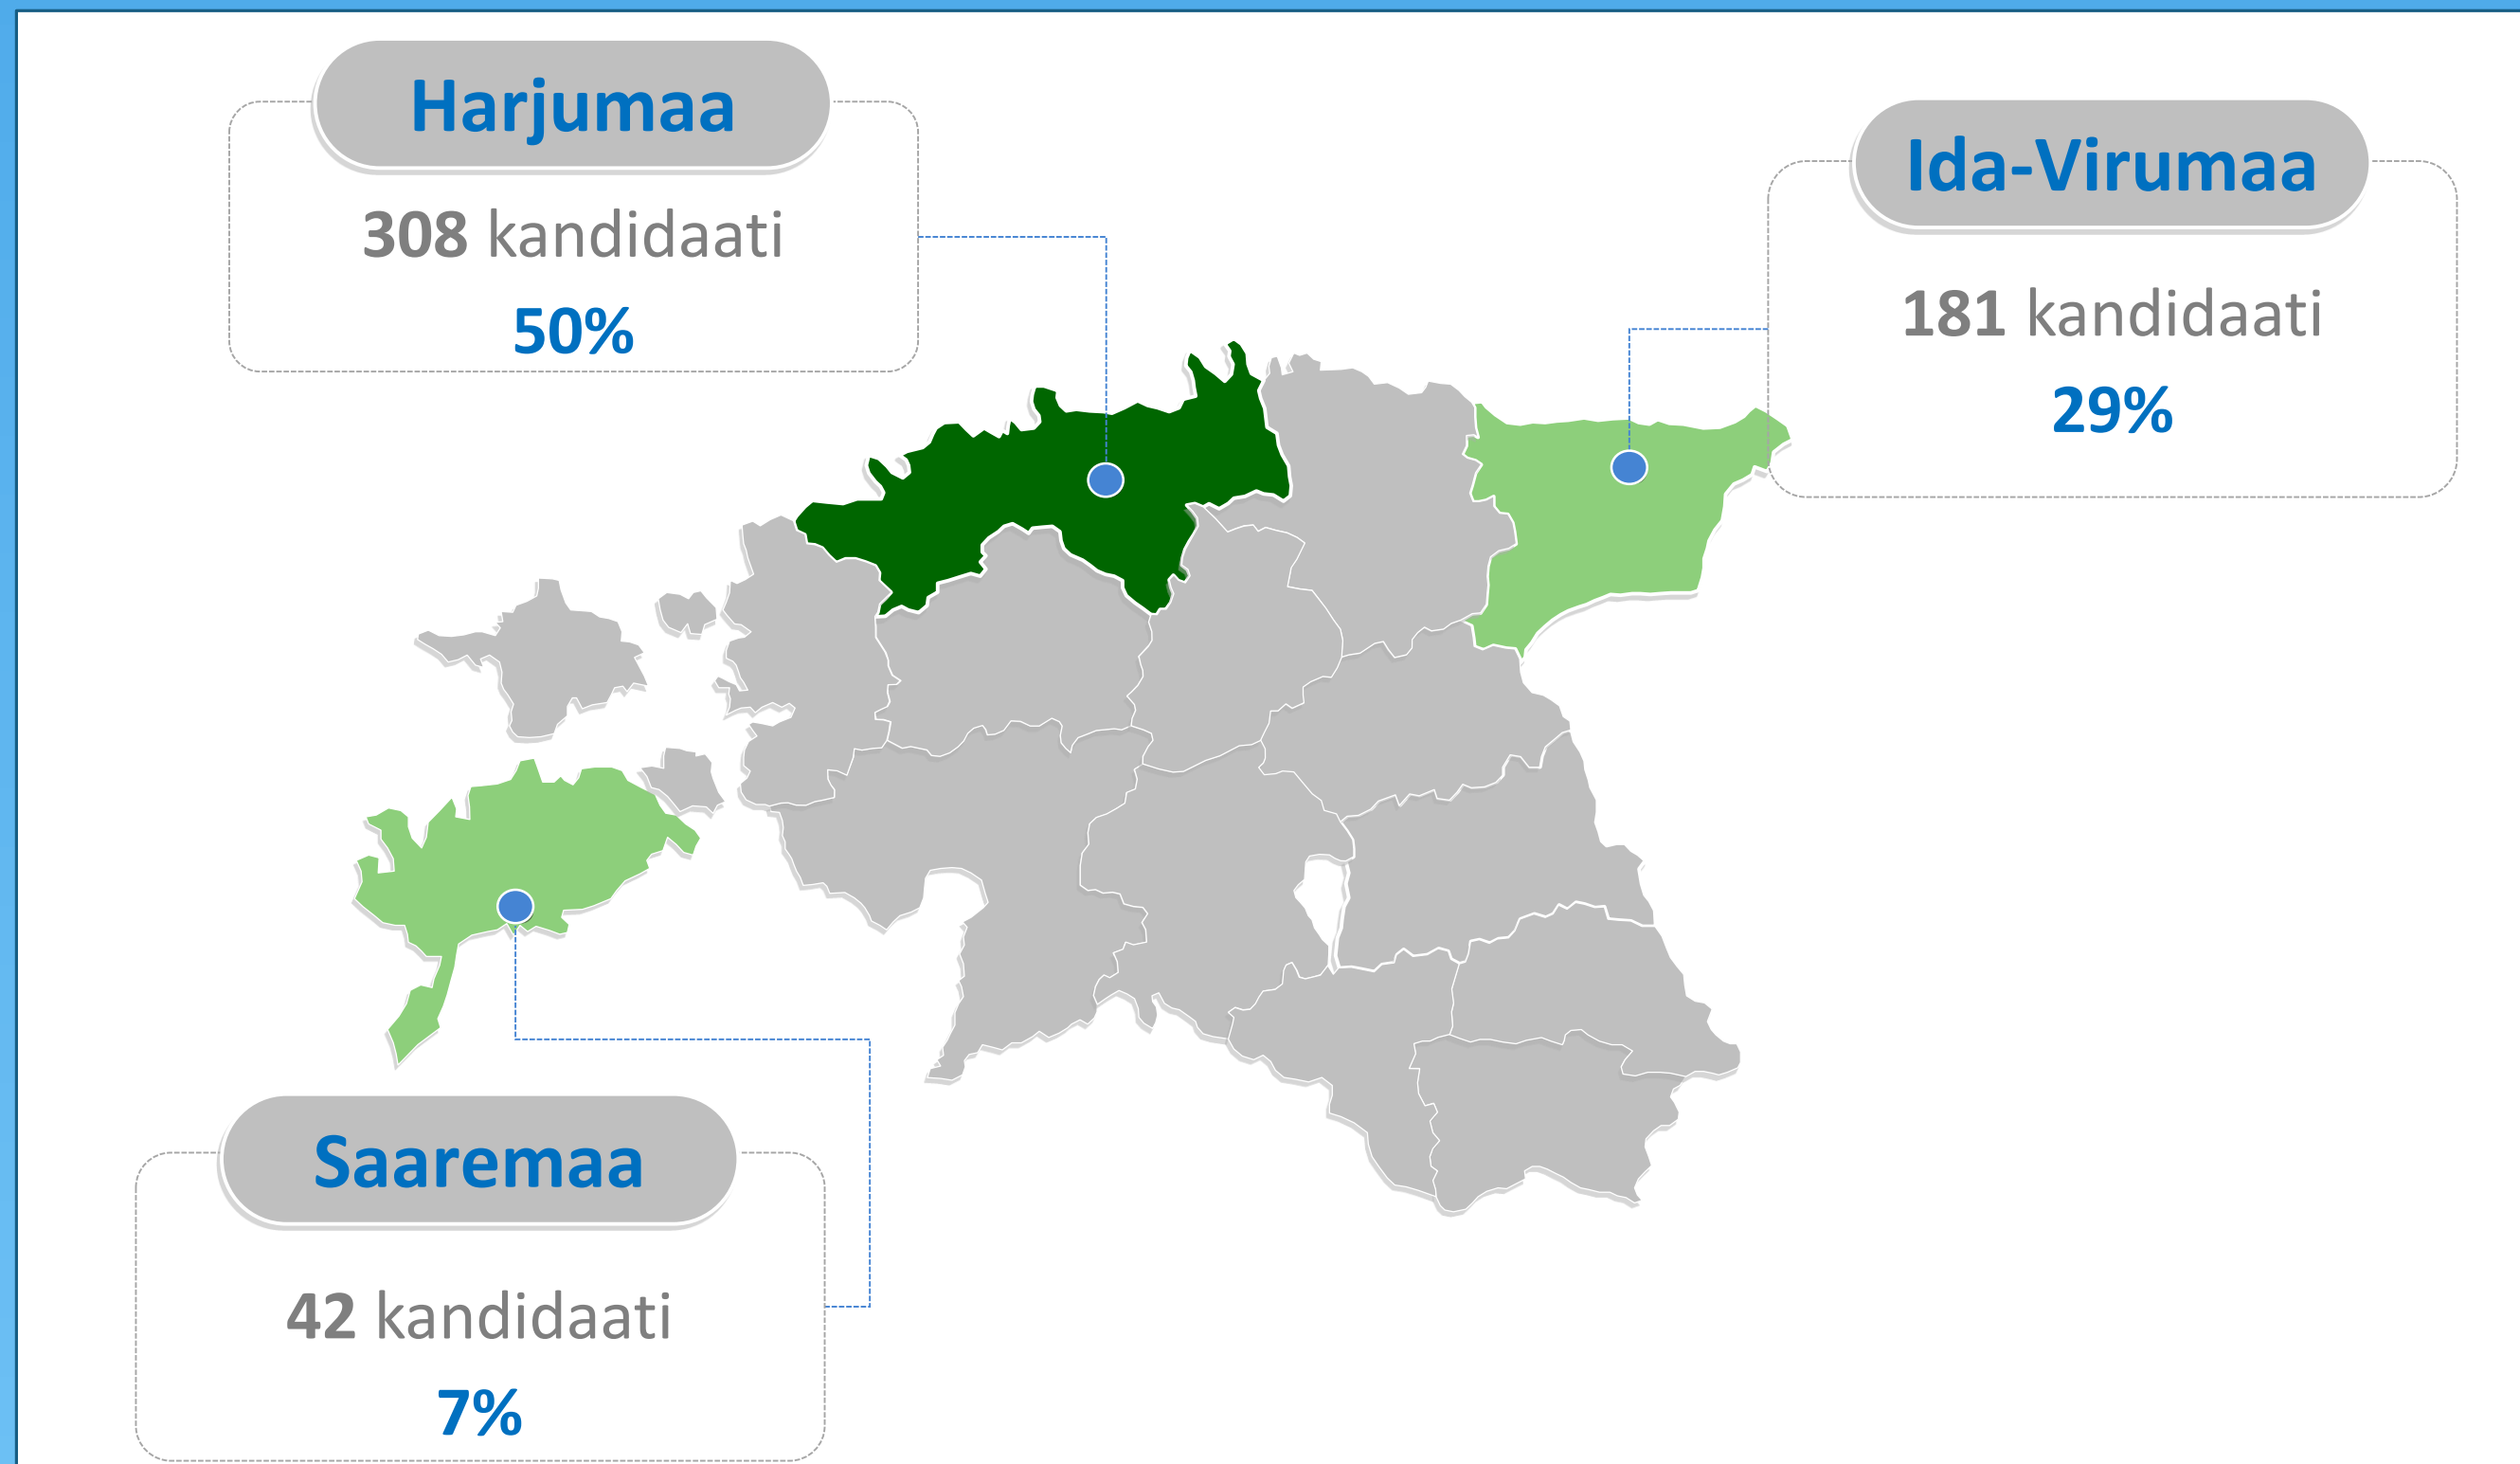 Harjumaa
308 kandidaati
50%
Ida-Virumaa
181 kandidaati
29%
Saaremaa
42 kandidaati
7%